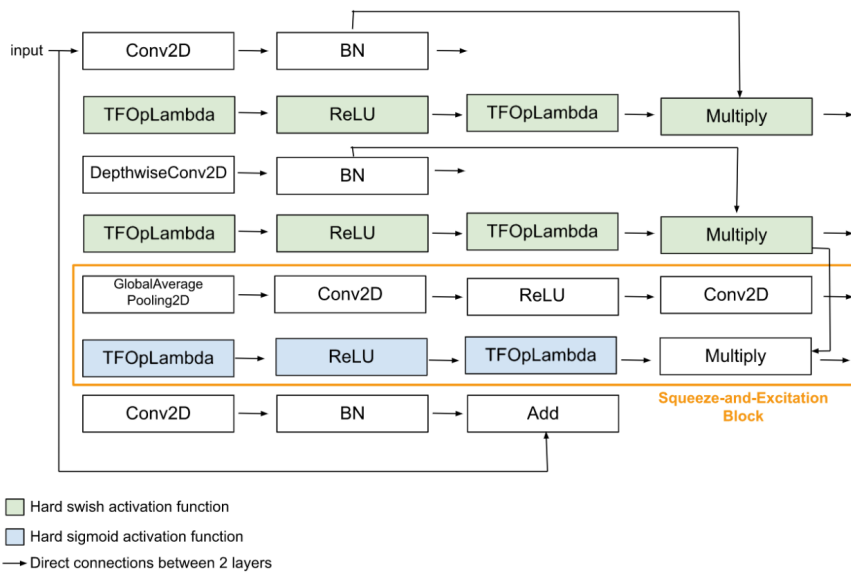 input
Conv2D
BN
TFOpLambda
ReLU
TFOpLambda
Multiply
DepthwiseConv2D
BN
TFOpLambda
ReLU
TFOpLambda
Multiply
GlobalAverage
Pooling2D
Conv2D
ReLU
Conv2D
TFOpLambda
ReLU
TFOpLambda
Multiply
Squeeze-and-Excitation
Block
Conv2D
BN
Add
Hard swish activation function
Hard sigmoid activation function
Direct connections between 2 layers